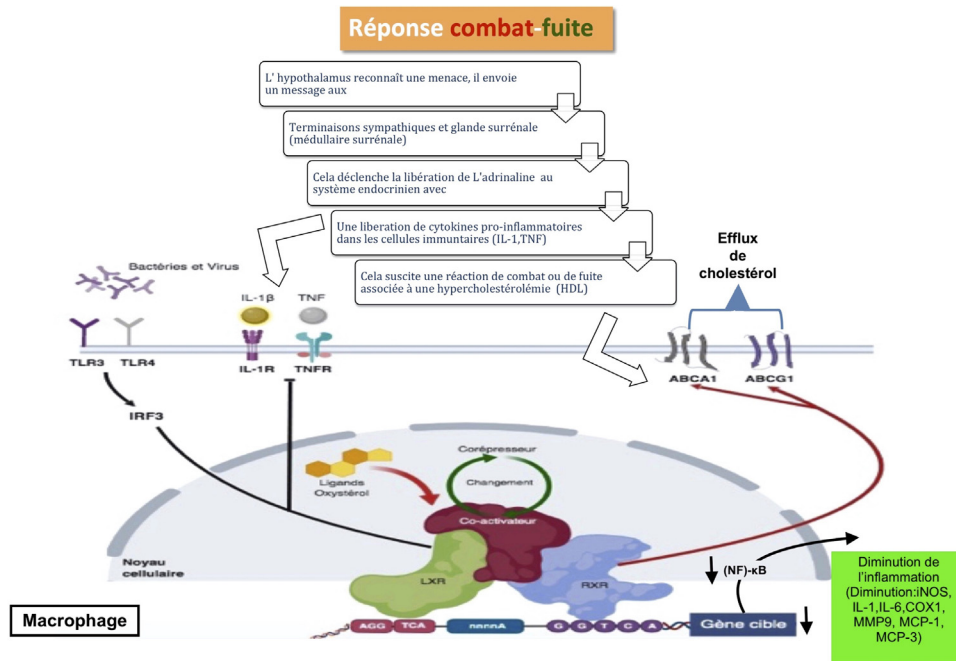 Réponse combat-fuite
L' hypothalamus reconnaît une menace, il envoie
un message aux
Terminaisons sympathiques et glande surrénale
(médullaire surrénale)
Cela déclenche la libération de L'adrinaline au
système endocrinien avec
Une liberation de cytokines pro-inflammatoires
dans les cellules immuntaires (IL-1,TNF)
Cela suscite une réaction de combat ou de fuite
associée à une hypercholestérolémie (HDL)
Efflux
de
cholestérol
Bactéries et Virus
IL-1β
TNF
TLR3
TLR4
IL-1R
TNFR
ABCA1
ABCG1
IRF3
Corépresseur
Changement
Ligands
Oxystérol
Co-activateur
LXR
RXR
Noyau
cellulaire
(NF)-κB
Diminution de
l'inflammation
(Diminution:iNOS,
IL-1,IL-6,COX1,
MMP9, MCP-1,
MCP-3)
Macrophage
AGG
TCA
nnnnA
G G T C A
Gène cible